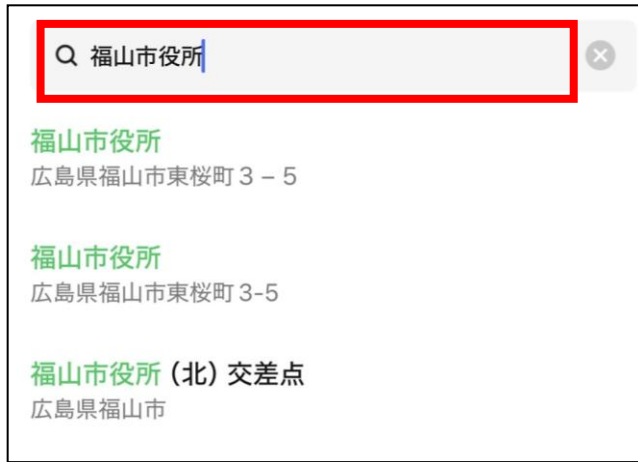 福山市役所
福山市役所
広島県福山市東桜町３－５
福山市役所
広島県福山市東桜町3-5
福山市役所 (北) 交差点
広島県福山市